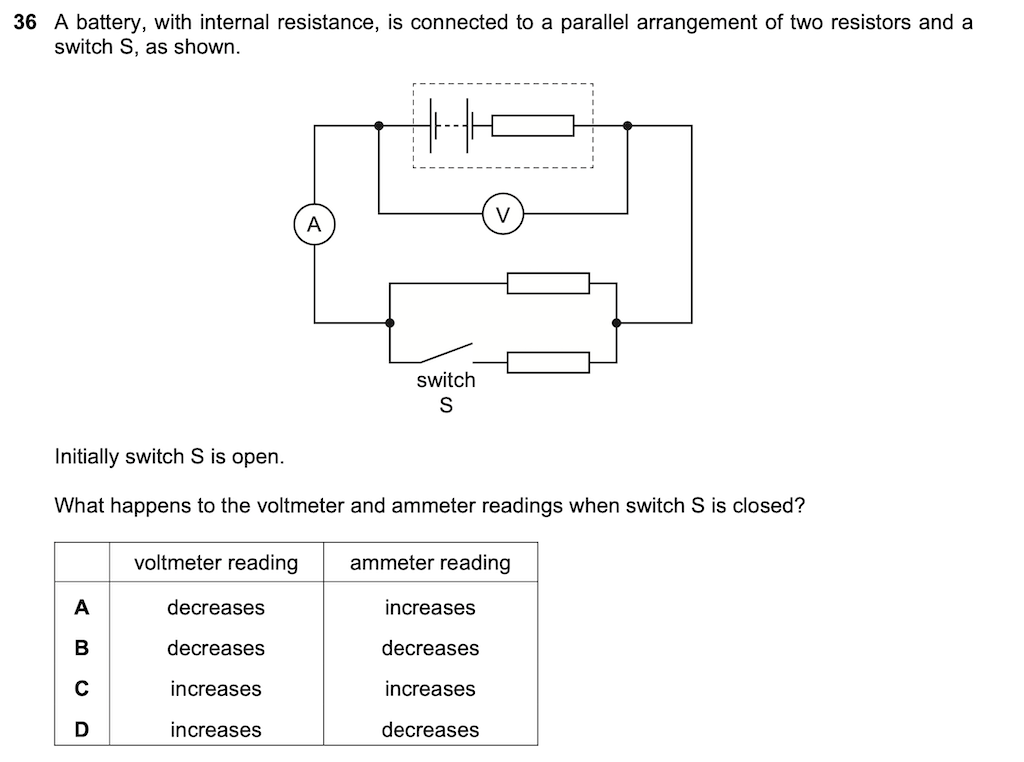 36 A battery, with internal resistance, is connected to a parallel arrangement of two resistors and a
switch S, as shown.
A
V
switch
S
Initially switch S is open.
What happens to the voltmeter and ammeter readings when switch S is closed?
voltmeter reading ammeter reading
A decreases increases
B decreases decreases
C increases increases
D increases decreases